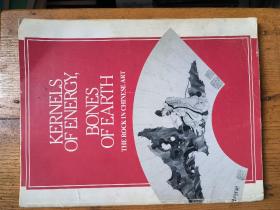 KERNELS
OF ENERGY,
BONES
OF EARTH
THE ROCK IN CHINESE ART